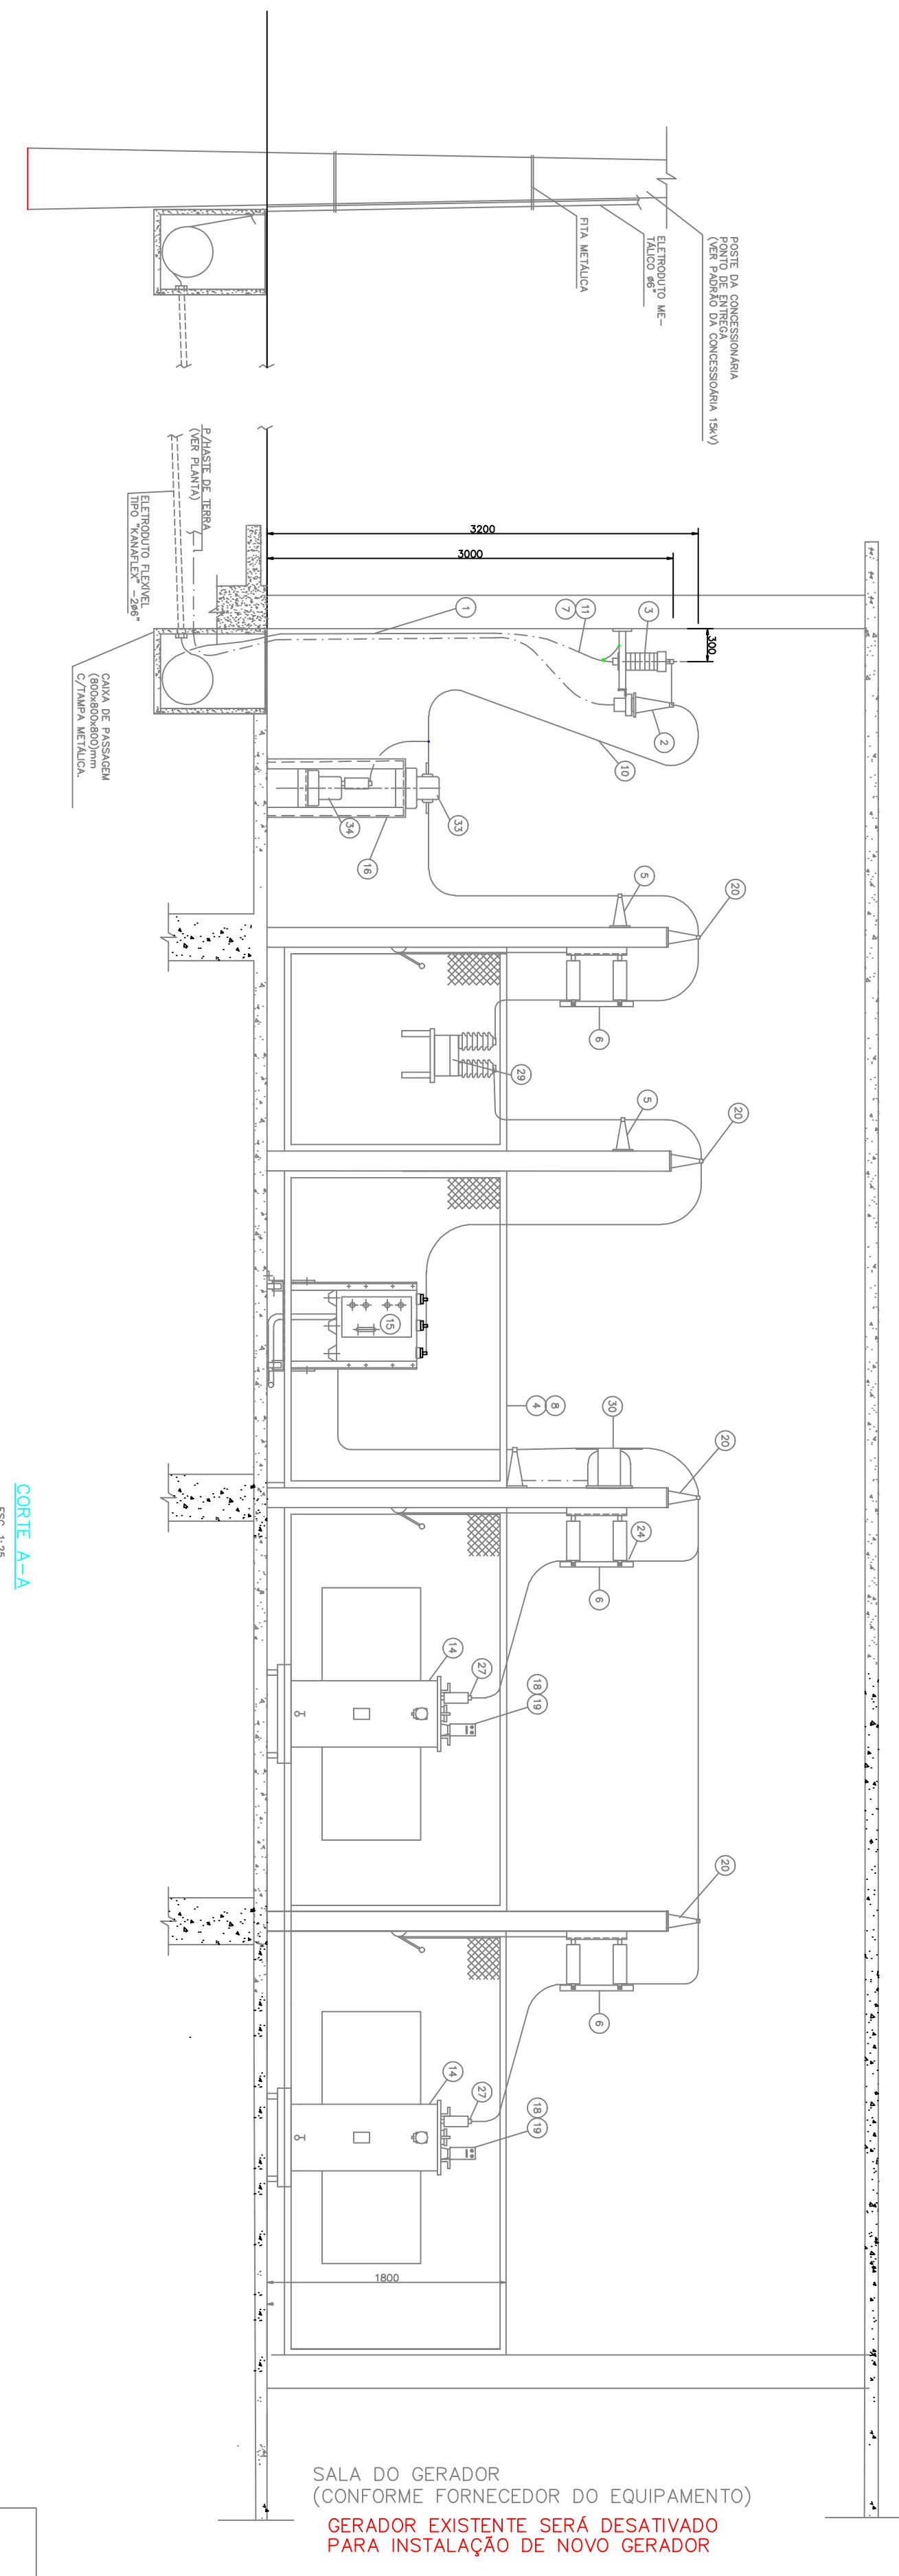 POSTE DA CONCESSIONÁRIA
PONTO DE ENTREGA
(VER PADRÃO DA CONCESSIOÁRIA 15kV)
ELETRODUTO ME-
TÁLICO ø6"
FITA METÁLICA
P/HASTE DE TERRA
(VER PLANTA)
ELETRODUTO FLEXÍVEL
TIPO "KANAFLEX" -2ø6"
CAIXA DE PASSAGEM
(800x800x800)mm
C/TAMPA METÁLICA.
3200
3000
300
1
11
7
3
2
10
33
34
16
5
20
6
29
5
20
15
4
8
30
20
24
6
14
27
18
19
20
6
14
27
18
19
1800
CORTE A-A
ESC. 1:25
SALA DO GERADOR
(CONFORME FORNECEDOR DO EQUIPAMENTO)
GERADOR EXISTENTE SERÁ DESATIVADO
PARA INSTALAÇÃO DE NOVO GERADOR